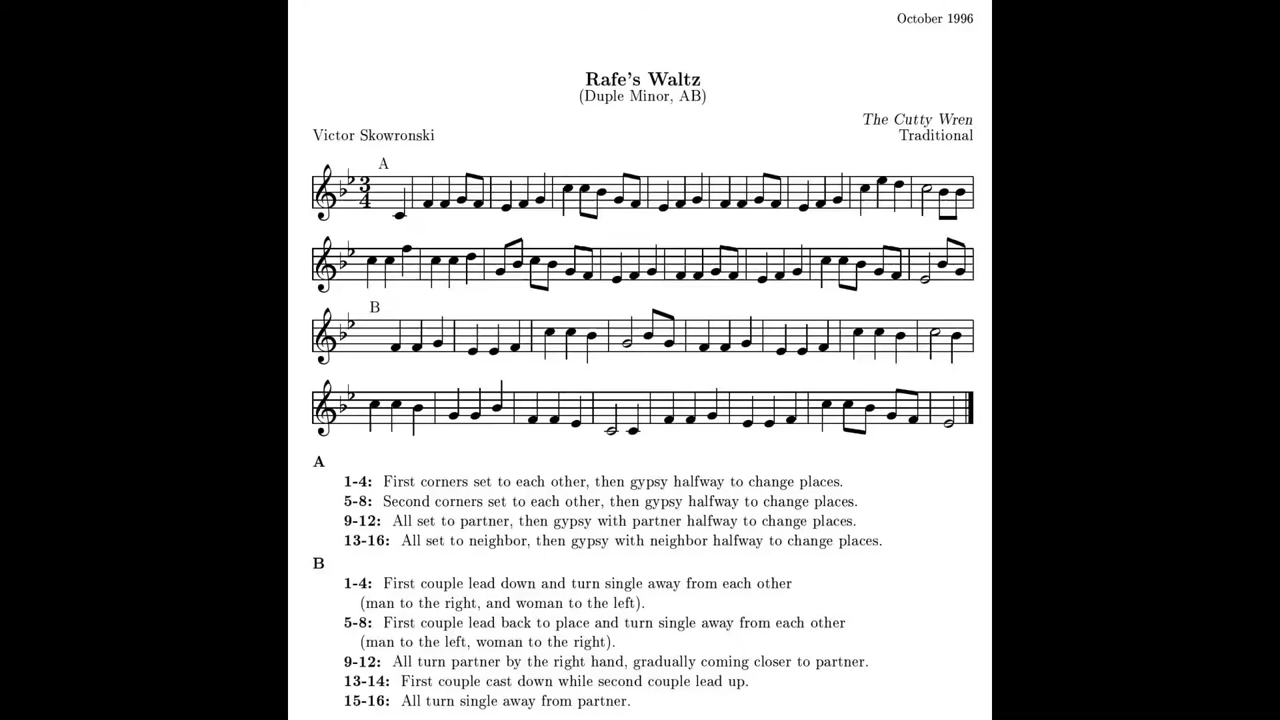 October 1996
Rafe's Waltz
(Duple Minor, AB)
The Cutty Wren
Victor Skowronski
Traditional
A
3
4
B
A
1-4: First corners set to each other, then gypsy halfway to change places.
5-8: Second corners set to each other, then gypsy halfway to change places.
9-12: All set to partner, then gypsy with partner halfway to change places.
13-16: All set to neighbor, then gypsy with neighbor halfway to change places.
B
1-4: First couple lead down and turn single away from each other
(man to the right, and woman to the left).
5-8: First couple lead back to place and turn single away from each other
(man to the left, woman to the right).
9-12: All turn partner by the right hand, gradually coming closer to partner.
13-14: First couple cast down while second couple lead up.
15-16: All turn single away from partner.